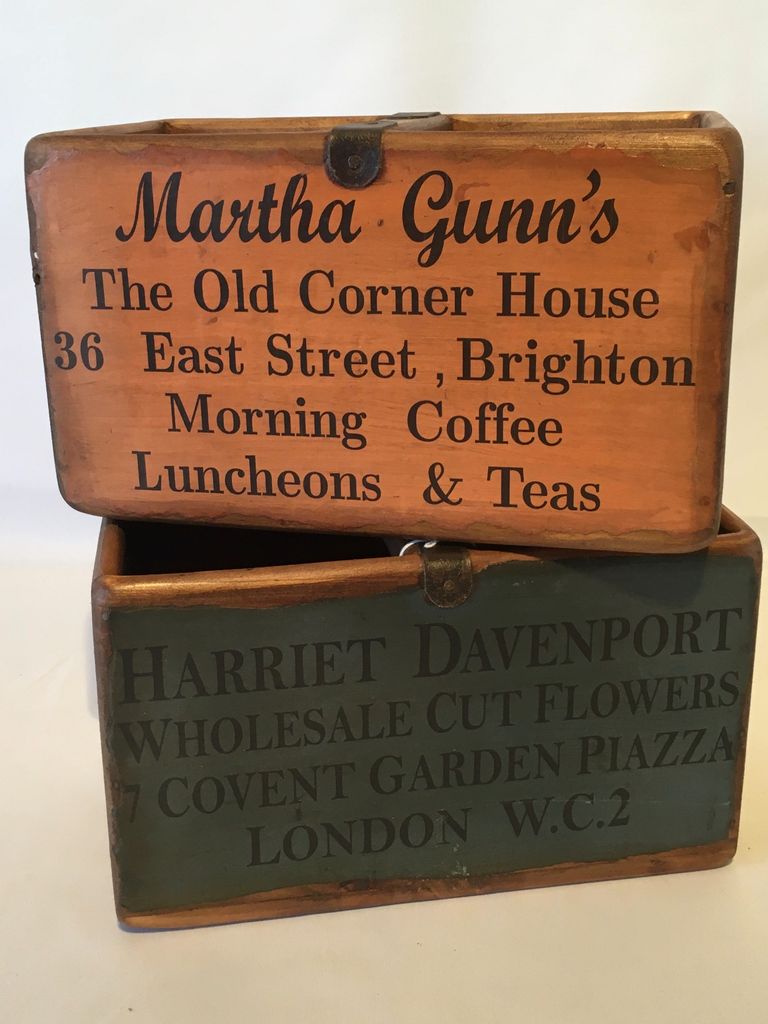 Martha Gunn's
The Old Corner House
36 East Street, Brighton
Morning Coffee
Luncheons & Teas
HARRIET DAVENPORT
WHOLESALE CUT FLOWERS
7 COVENT GARDEN PIAZZA
LONDON W.C.2